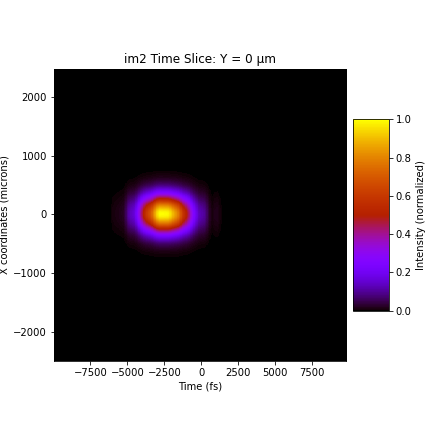 im2 Time Slice: Y = 0 μm
2000
1000
0
−1000
−2000
X coordinates (microns)
−7500 −5000 −2500 0 2500 5000 7500
Time (fs)
1.0
0.8
0.6
0.4
0.2
0.0
Intensity (normalized)